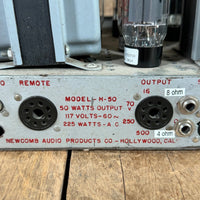 REMOTE
OUTPUT
MODEL-H-50
16
8 ohm
50 WATTS OUTPUT
70 V
117 VOLTS-60~
250
225 WATTS-A C
500
4 ohm
NEWCOMB AUDIO PRODUCTS CO-HOLLYWOOD, CAL.